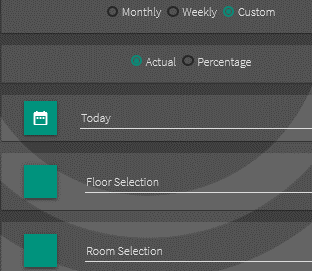 Monthly Weekly Custom
Actual Percentage
Today
Floor Selection
Room Selection